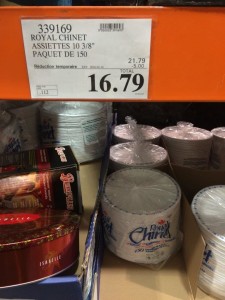 339169
ROYAL CHINET
ASSIETTES 10 3/8"
PAQUET DE 150
21.79
Réduction temporaire
5.00
TOTAL
16.79
Royal
Chinet